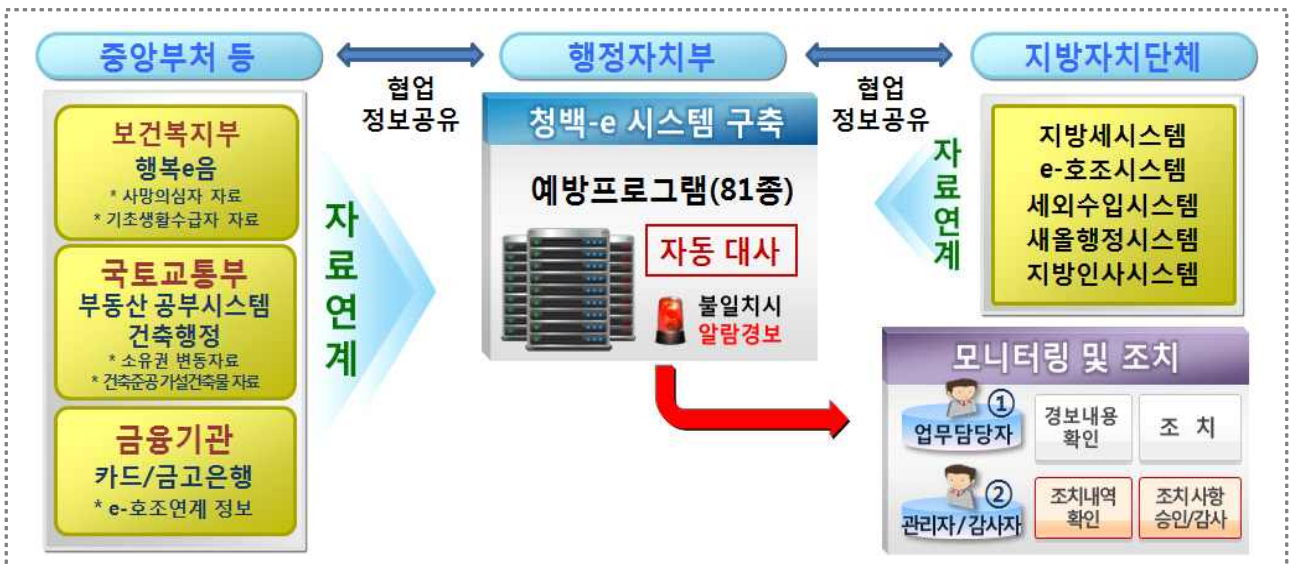 중앙부처 등
행정자치부
지방자치단체
협업
정보공유
협업
정보공유
보건복지부
행복e음
* 사망의심자 자료
* 기초생활수급자 자료
국토교통부
부동산 공부시스템
건축행정
* 소유권 변동자료
* 건축준공 가설건축물 자료
금융기관
카드/금고은행
* e-호조연계 정보
자료연계
청백-e 시스템 구축
예방프로그램(81종)
자동 대사
불일치시
알람경보
자료연계
지방세시스템
e-호조시스템
세외수입시스템
새올행정시스템
지방인사시스템
모니터링 및 조치
①
업무담당자
경보내용
확인
조 치
②
관리자/감사자
조치내역
확인
조치사항
승인/감사